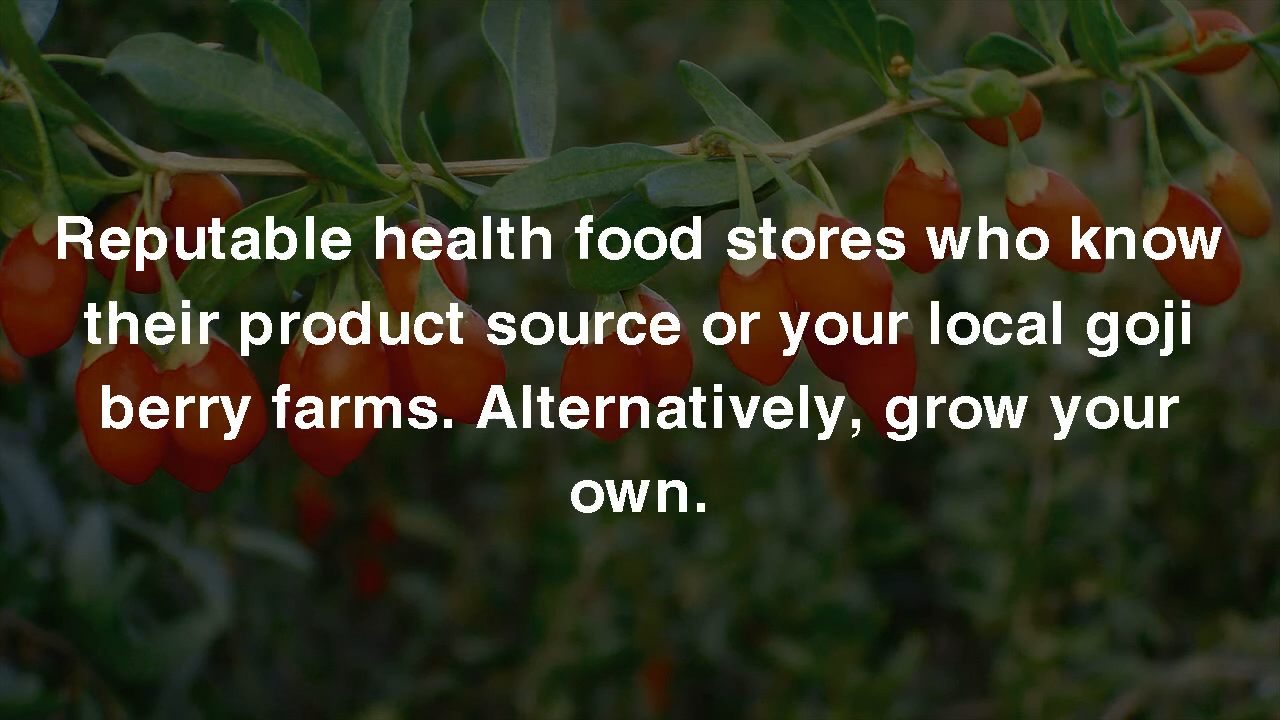 Reputable health food stores who know
their product source or your local goji
berry farms. Alternatively, grow your
own.